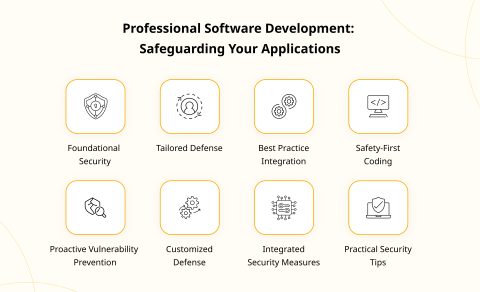 Professional Software Development:
Safeguarding Your Applications
Foundational
Security
Tailored Defense
Best Practice
Integration
Safety-First
Coding
Proactive Vulnerability
Prevention
Customized
Defense
Integrated
Security Measures
Practical Security
Tips